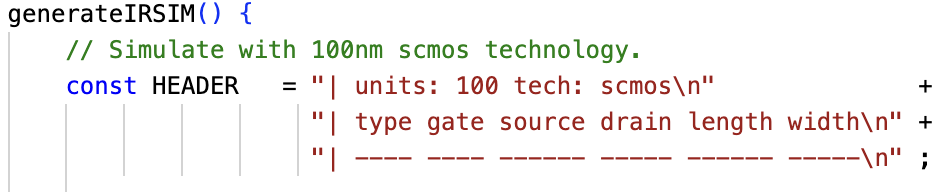 generateIRSIM() {
    // Simulate with 100nm scmos technology.
    const HEADER   = "| units: 100 tech: scmos\n"              +
                     "| type gate source drain length width\n" +
                     "| ---- ---- ------ ----- ------ -----\n" ;